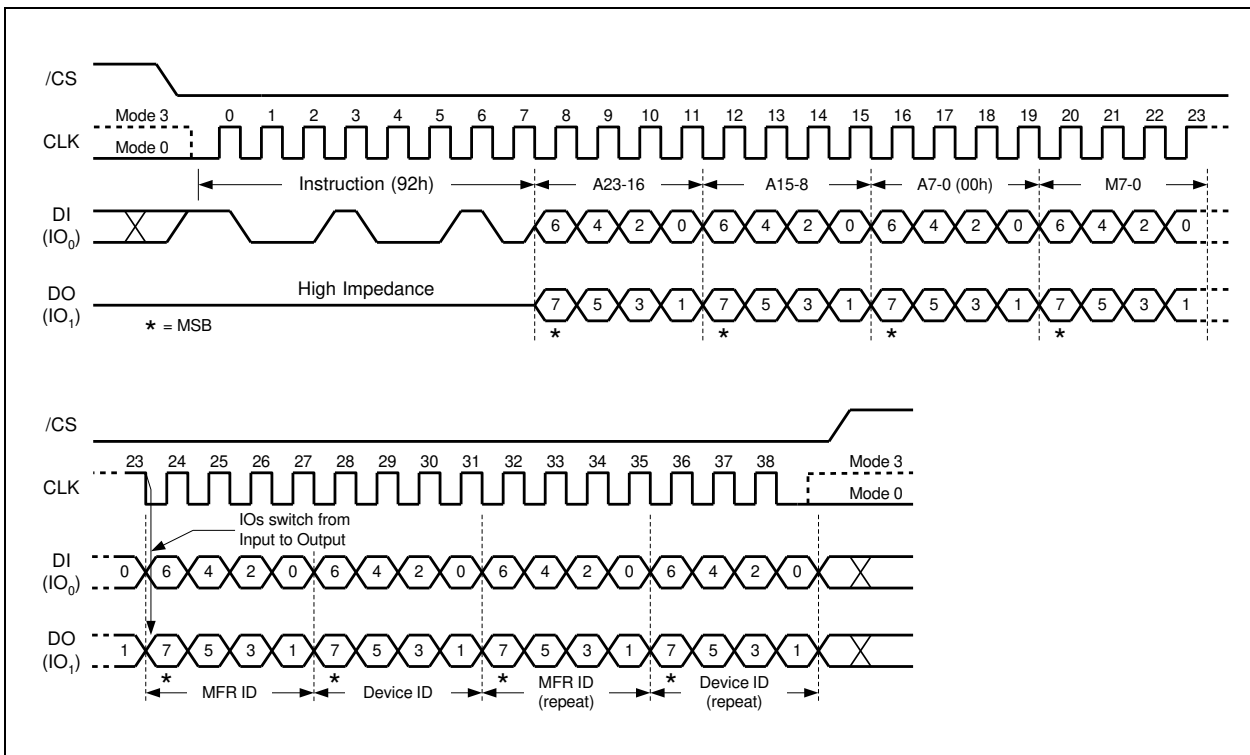 /CS
Mode 3 0 1 2 3 4 5 6 7 8 9 10 11 12 13 14 15 16 17 18 19 20 21 22 23
CLK
Mode 0
Instruction (92h) A23-16 A15-8 A7-0 (00h) M7-0
DI
(IO0)
6 4 2 0 6 4 2 0 6 4 2 0 6 4 2 0
High Impedance
DO
(IO1)
7 5 3 1 7 5 3 1 7 5 3 1 7 5 3 1
* = MSB
* * * *
/CS
23 24 25 26 27 28 29 30 31 32 33 34 35 36 37 38 Mode 3
CLK
Mode 0
IOs switch from
Input to Output
DI
(IO0)
0 6 4 2 0 6 4 2 0 6 4 2 0 6 4 2 0
DO
(IO1)
1 7 5 3 1 7 5 3 1 7 5 3 1 7 5 3 1
* * * *
MFR ID Device ID MFR ID
(repeat)
Device ID
(repeat)